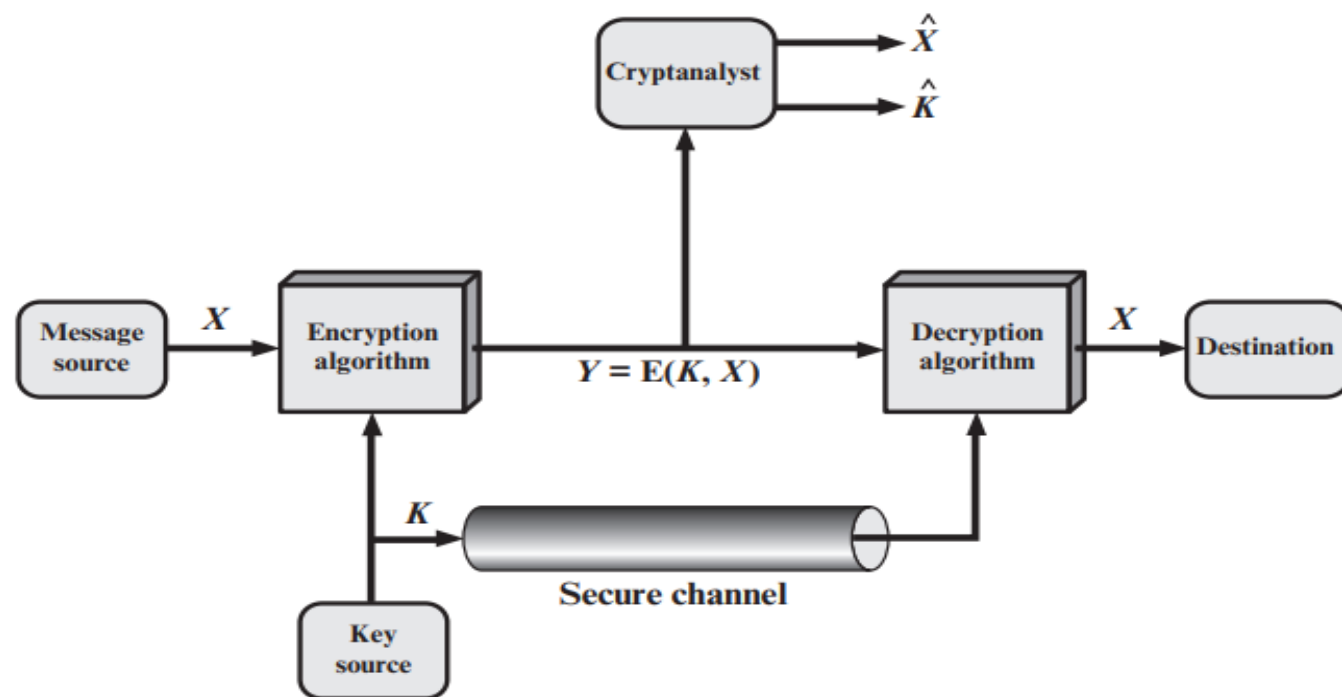 X̂
Cryptanalyst
K̂
Message
source
X
Encryption
algorithm
Y = E(K, X)
Decryption
algorithm
X
Destination
K
Secure channel
Key
source